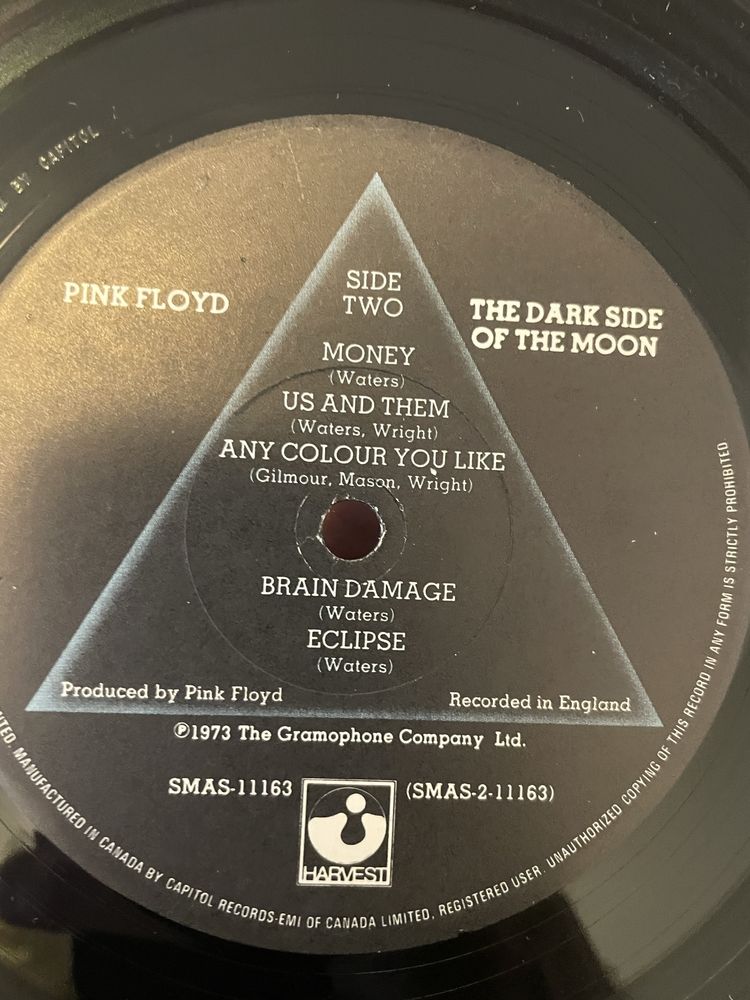 BY CAPITOL
SIDE
TWO
PINK FLOYD
THE DARK SIDE
OF THE MOON
MONEY
(Waters)
US AND THEM
(Waters, Wright)
ANY COLOUR YOU LIKE
(Gilmour, Mason, Wright)
BRAIN DAMAGE
(Waters)
ECLIPSE
(Waters)
Produced by Pink Floyd
Recorded in England
℗1973 The Gramophone Company Ltd.
SMAS-11163
(SMAS-2-11163)
HARVEST
MANUFACTURED IN CANADA BY CAPITOL RECORDS-EMI OF CANADA LIMITED, REGISTERED USER. UNAUTHORIZED COPYING OF THIS RECORD IN ANY FORM IS STRICTLY PROHIBITED